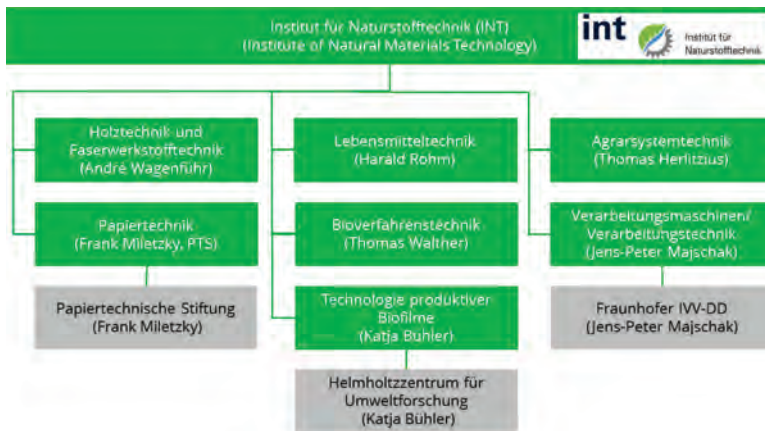 Institut für Naturstofftechnik (INT)
(Institute of Natural Materials Technology)
int
Institut für
Naturstofftechnik
Holztechnik und
Faserwerkstofftechnik
(André Wagenführ)
Lebensmitteltechnik
(Harald Rohm)
Agrarsystemtechnik
(Thomas Herlitzius)
Papiertechnik
(Frank Miletzky, PTS)
Bioverfahrenstechnik
(Thomas Walther)
Verarbeitungsmaschinen/
Verarbeitungstechnik
(Jens-Peter Majschak)
Papiertechnische Stiftung
(Frank Miletzky)
Technologie produktiver
Biofilme
(Katja Bühler)
Fraunhofer IVV-DD
(Jens-Peter Majschak)
Helmholtzzentrum für
Umweltforschung
(Katja Bühler)